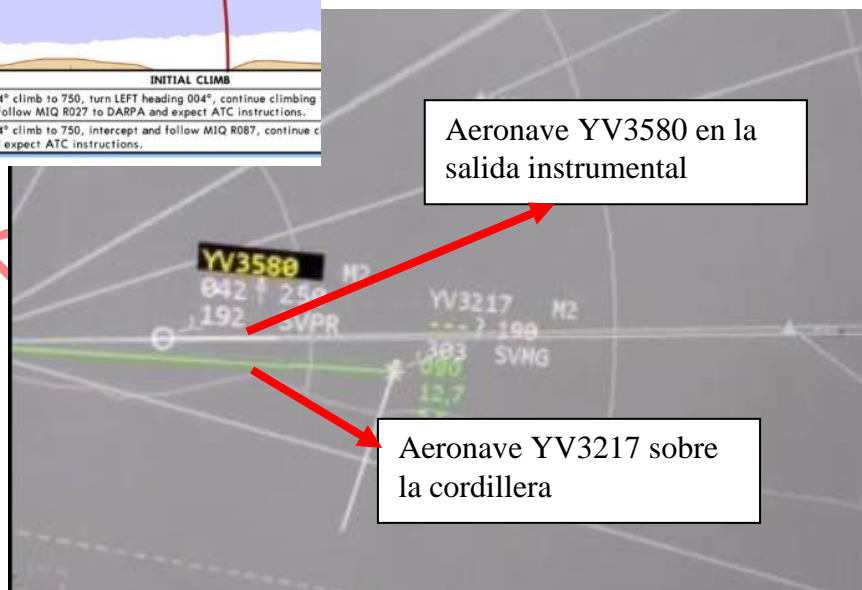 INITIAL CLIMB
4° climb to 750, turn LEFT heading 004°, continue climbing
follow MIQ R027 to DARPA and expect ATC instructions.
4° climb to 750, intercept and follow MIQ R087, continue c
expect ATC instructions.
Aeronave YV3580 en la
salida instrumental
YV3580 M2
042 250
192 SVPR
YV3217 M2
--- ? 190
303 SVMG
090
12,7
Aeronave YV3217 sobre
la cordillera